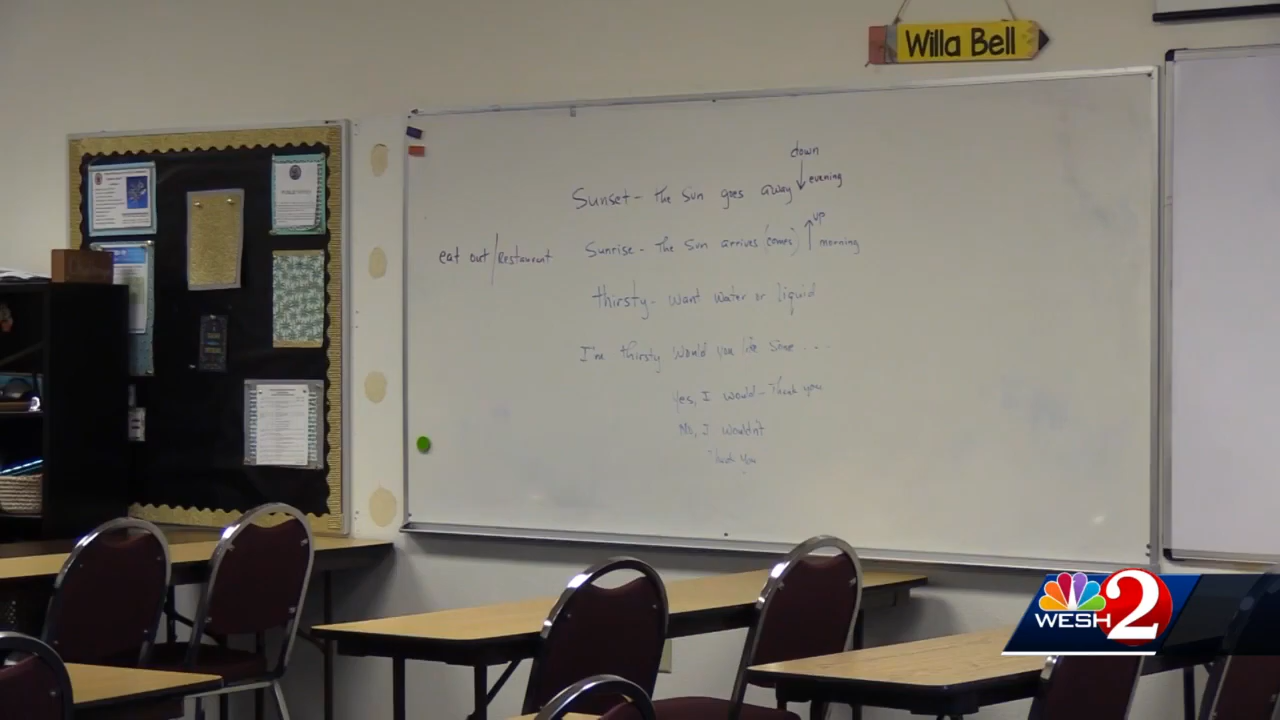 Willa Bell
down
Sunset - The Sun goes away ↓ evening
up
eat out/Restaurant
Sunrise - The Sun arrives (comes) ↑ morning
thirsty - want water or liquid
I'm thirsty Would you like some ....
Yes, I would - Thank you
No, I wouldn't
Thank you
WESH 2